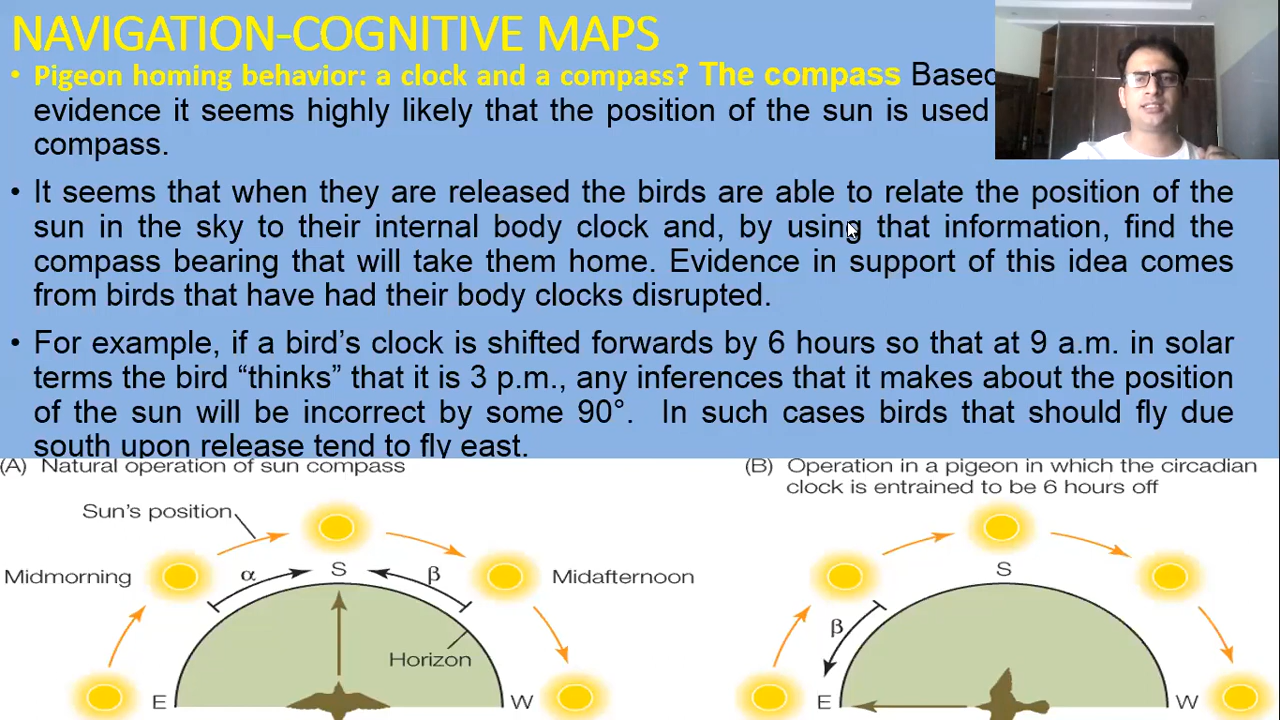 NAVIGATION-COGNITIVE MAPS
• Pigeon homing behavior: a clock and a compass? The compass Based
evidence it seems highly likely that the position of the sun is used
compass.
• It seems that when they are released the birds are able to relate the position of the
sun in the sky to their internal body clock and, by using that information, find the
compass bearing that will take them home. Evidence in support of this idea comes
from birds that have had their body clocks disrupted.
• For example, if a bird’s clock is shifted forwards by 6 hours so that at 9 a.m. in solar
terms the bird “thinks” that it is 3 p.m., any inferences that it makes about the position
of the sun will be incorrect by some 90°. In such cases birds that should fly due
south upon release tend to fly east.
(A) Natural operation of sun compass
Sun's position
Midmorning
α
S
β
Midafternoon
Horizon
E
W
(B) Operation in a pigeon in which the circadian
clock is entrained to be 6 hours off
S
β
E
W